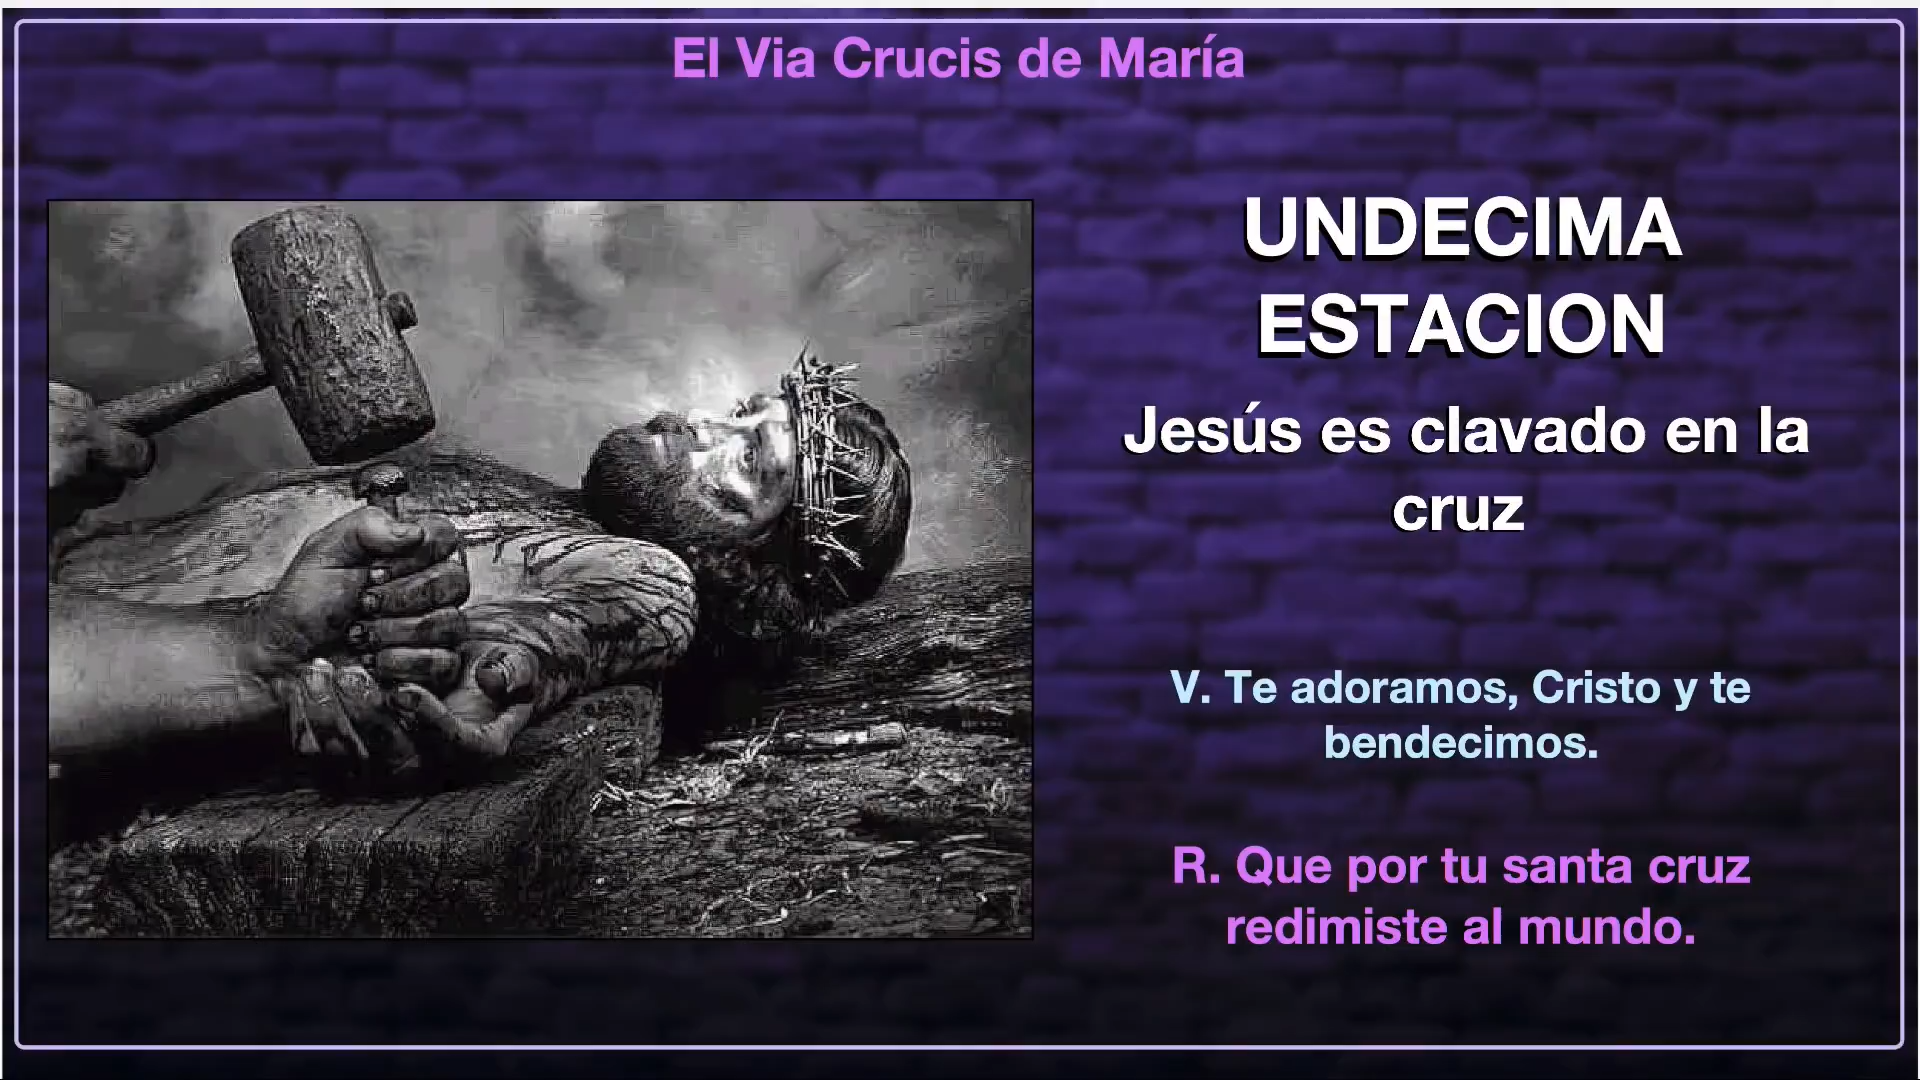 El Via Crucis de María
UNDECIMA
ESTACION
Jesús es clavado en la
cruz
V. Te adoramos, Cristo y te
bendecimos.
R. Que por tu santa cruz
redimiste al mundo.